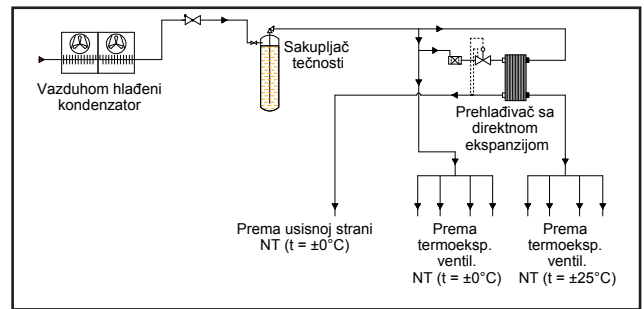 Vazduhom hlađeni
kondenzator
Sakupljač
tečnosti
Prehlađivač sa
direktnom
ekspanzijom
Prema usisnoj strani
NT (t = ±0°C)
Prema
termoeksp.
ventil.
NT (t = ±0°C)
Prema
termoeksp.
ventil.
NT (t = ±25°C)